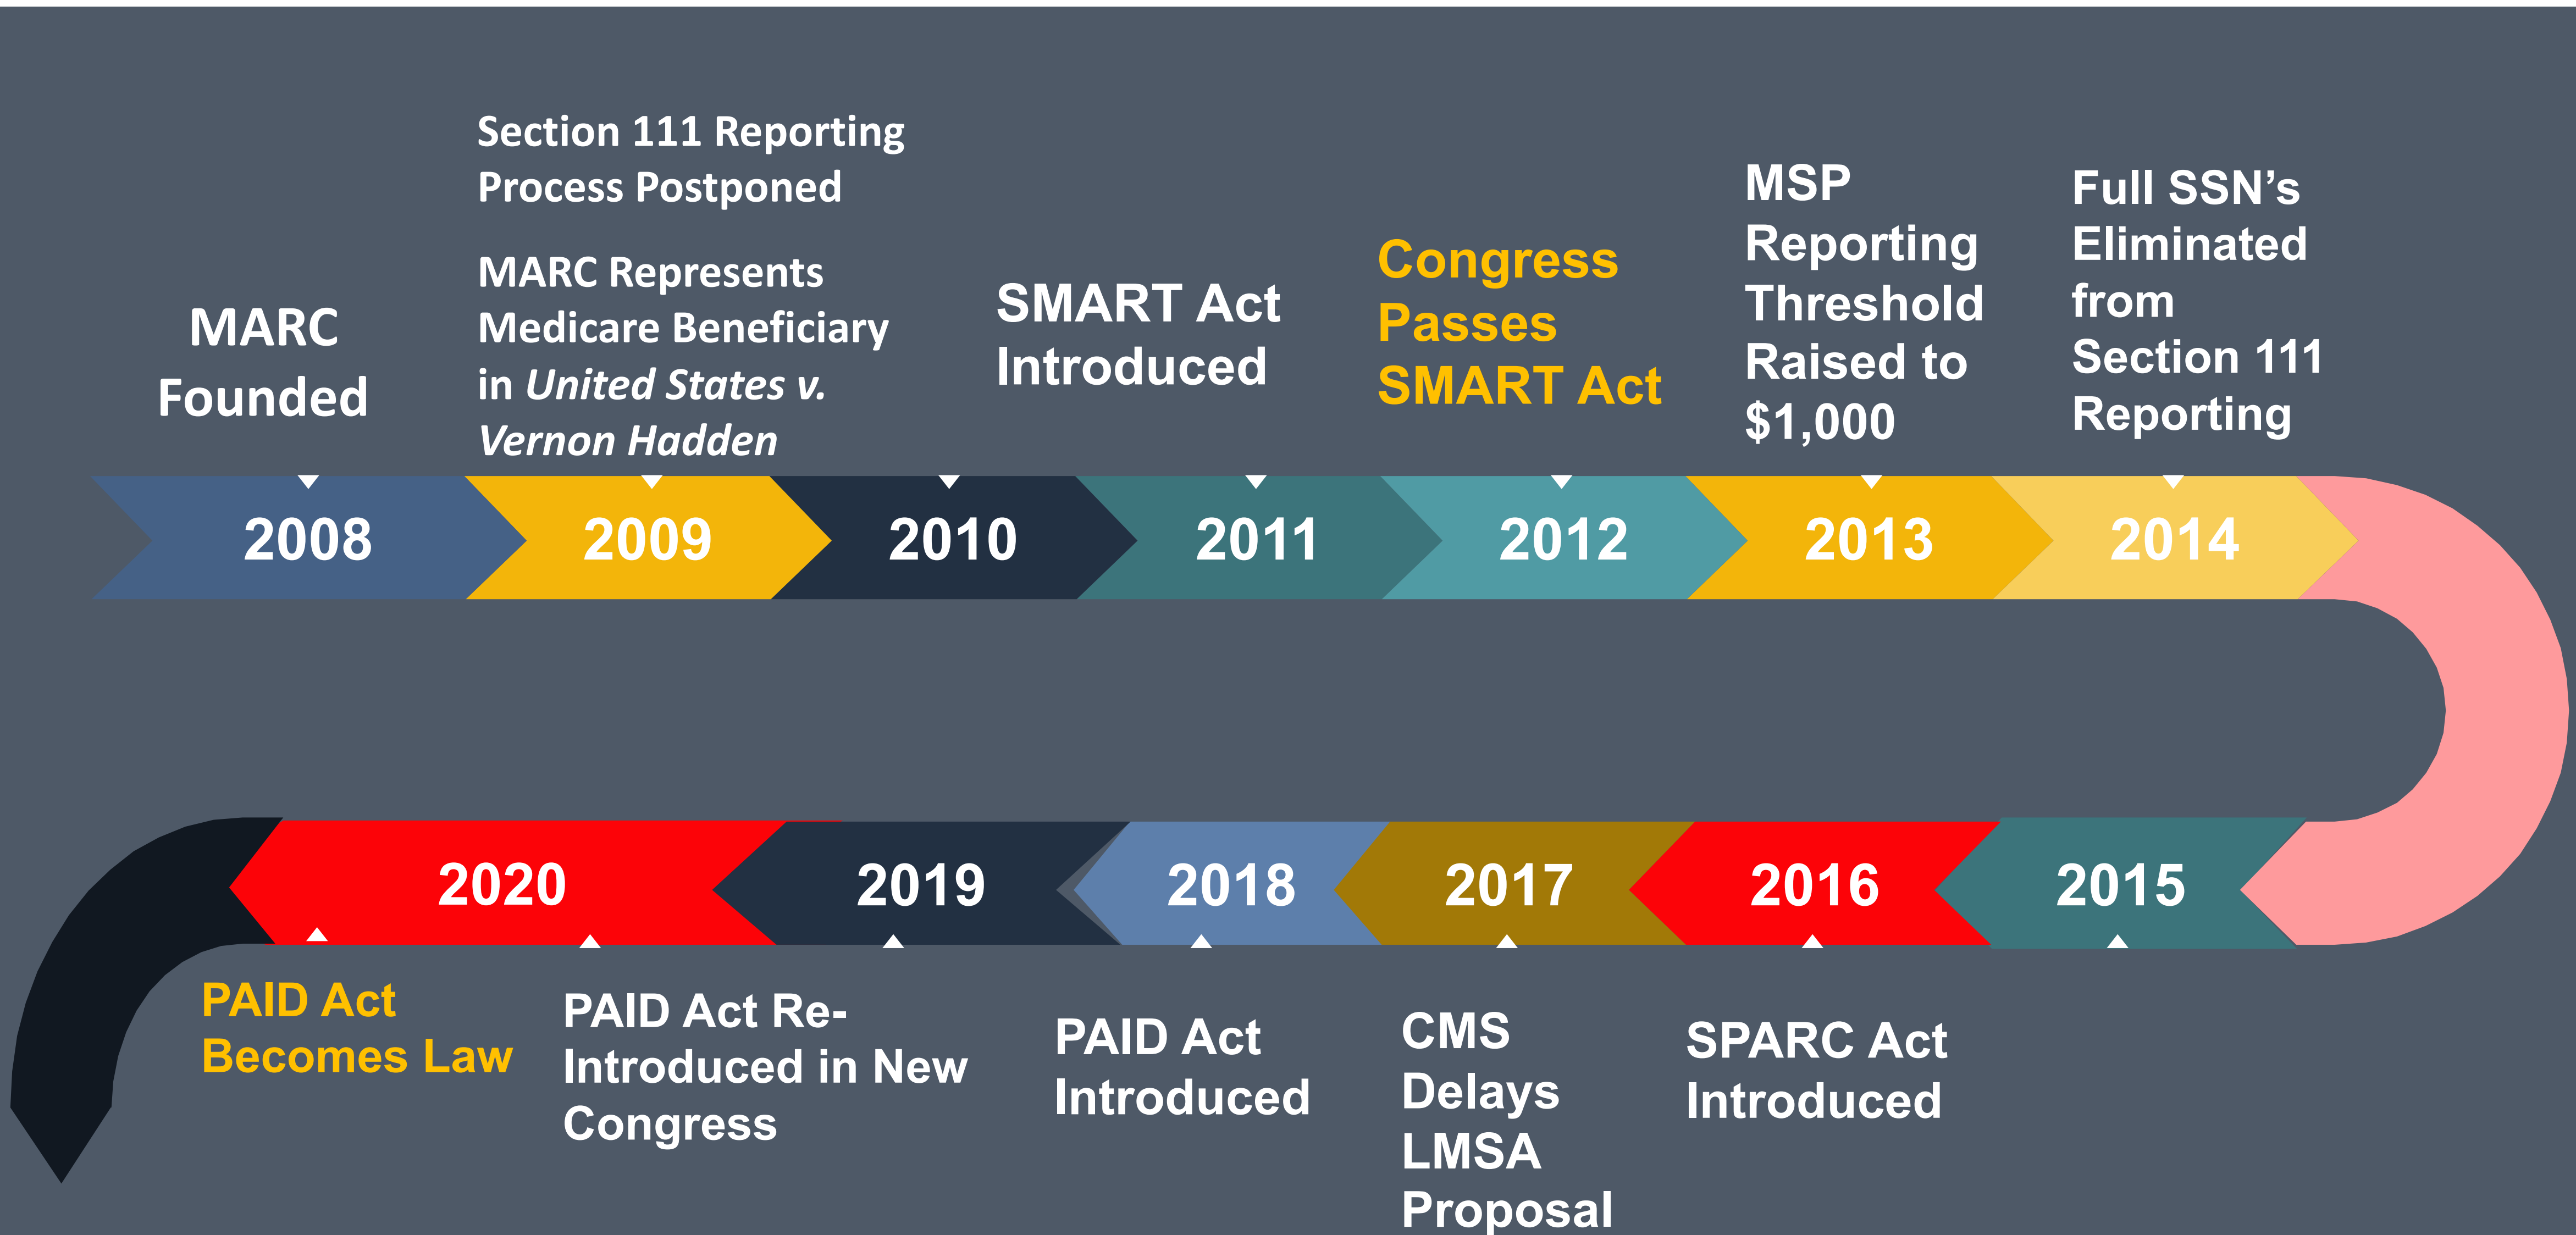 MARC
Founded
Section 111 Reporting
Process Postponed
MARC Represents
Medicare Beneficiary
in United States v.
Vernon Hadden
SMART Act
Introduced
Congress
Passes
SMART Act
MSP
Reporting
Threshold
Raised to
$1,000
Full SSN’s
Eliminated
from
Section 111
Reporting
2008
2009
2010
2011
2012
2013
2014
2020
2019
2018
2017
2016
2015
PAID Act
Becomes Law
PAID Act Re-
Introduced in New
Congress
PAID Act
Introduced
CMS
Delays
LMSA
Proposal
SPARC Act
Introduced